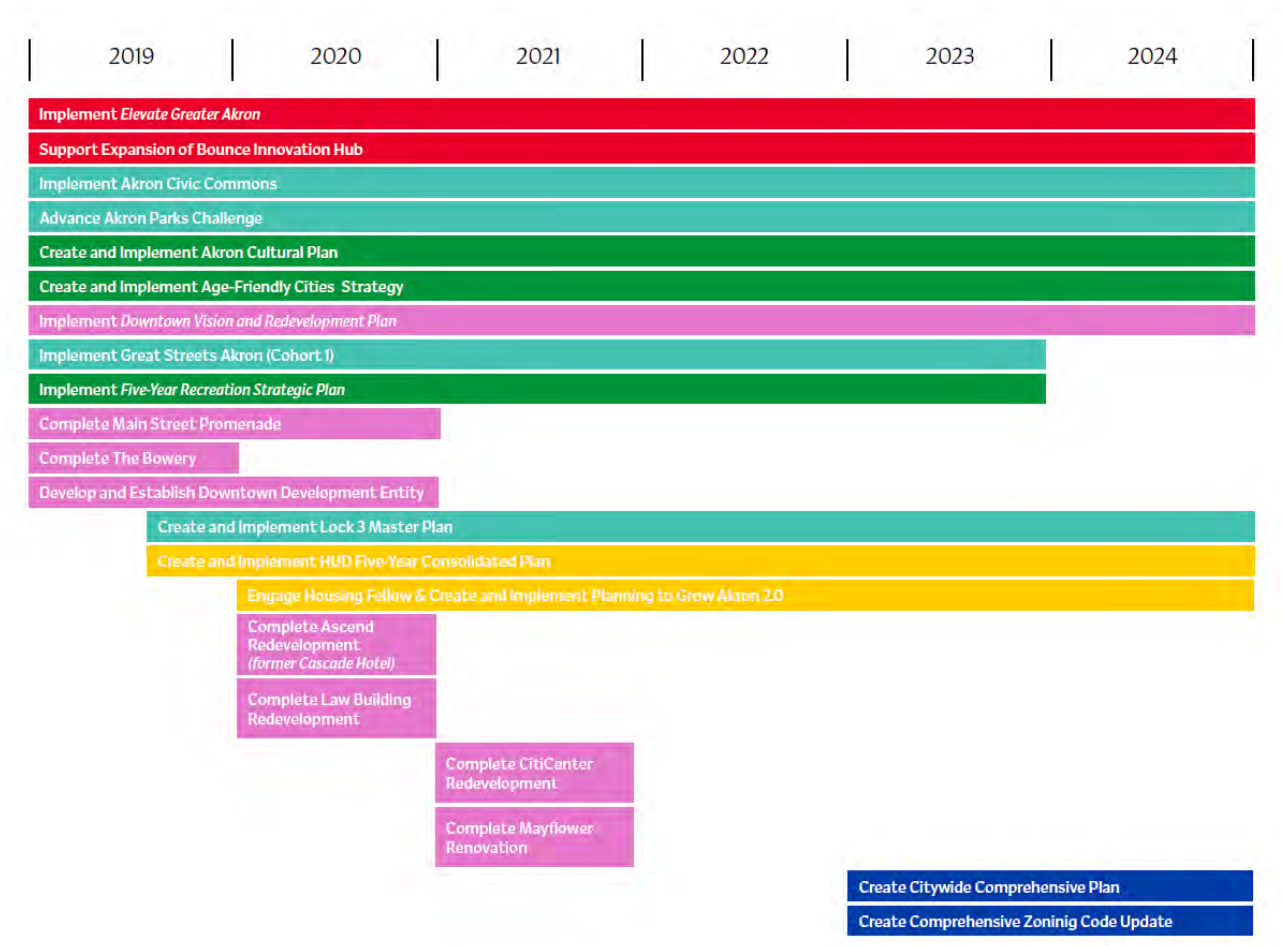 2019 2020 2021 2022 2023 2024
Implement Elevate Greater Akron
Support Expansion of Bounce Innovation Hub
Implement Akron Civic Commons
Advance Akron Parks Challenge
Create and Implement Akron Cultural Plan
Create and Implement Age-Friendly Cities Strategy
Implement Downtown Vision and Redevelopment Plan
Implement Great Streets Akron (Cohort 1)
Implement Five-Year Recreation Strategic Plan
Complete Main Street Promenade
Complete The Bowery
Develop and Establish Downtown Development Entity
Create and Implement Lock 3 Master Plan
Create and Implement HUD Five-Year Consolidated Plan
Engage Housing Fellow & Create and Implement Planning to Grow Akron 2.0
Complete Ascend
Redevelopment
(former Cascade Hotel)
Complete Law Building
Redevelopment
Complete CitiCenter
Redevelopment
Complete Mayflower
Renovation
Create Citywide Comprehensive Plan
Create Comprehensive Zoninig Code Update